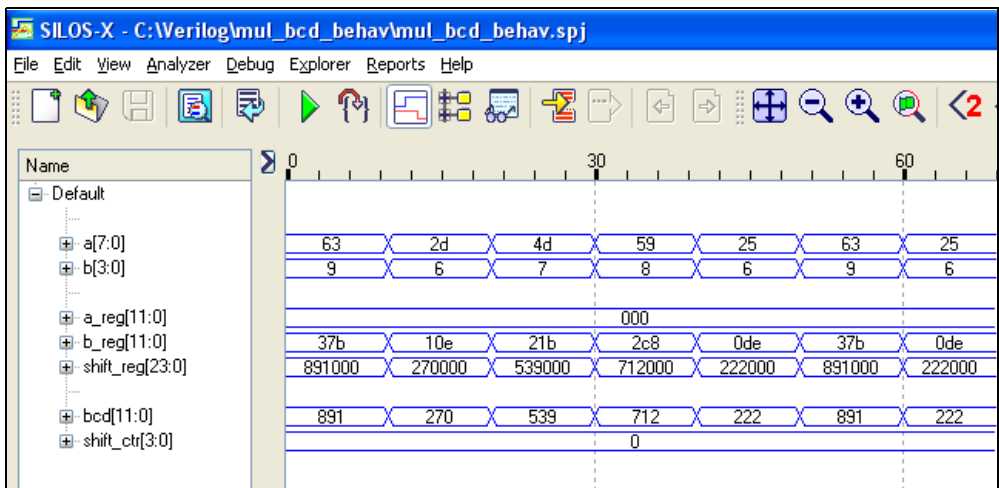 SILOS-X - C:\Verilog\mul_bcd_behav\mul_bcd_behav.spj
File Edit View Analyzer Debug Explorer Reports Help
<2
Name 0 30 60
Default
a[7:0] 63 2d 4d 59 25 63 25
b[3:0] 9 6 7 8 6 9 6
a_reg[11:0] 000
b_reg[11:0] 37b 10e 21b 2c8 0de 37b 0de
shift_reg[23:0] 891000 270000 539000 712000 222000 891000 222000
bcd[11:0] 891 270 539 712 222 891 222
shift_ctr[3:0] 0